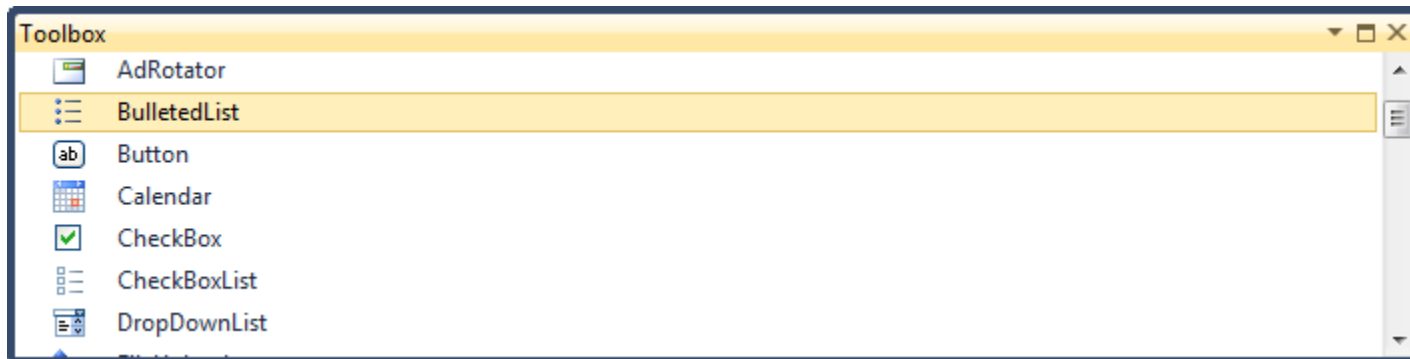 Toolbox
AdRotator
BulletedList
ab Button
Calendar
CheckBox
CheckBoxList
DropDownList